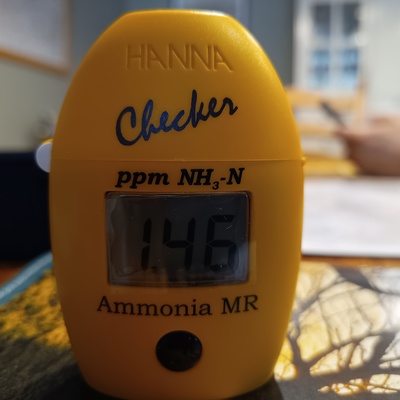 HANNA
Checker
ppm NH₃-N
1.46
Ammonia MR